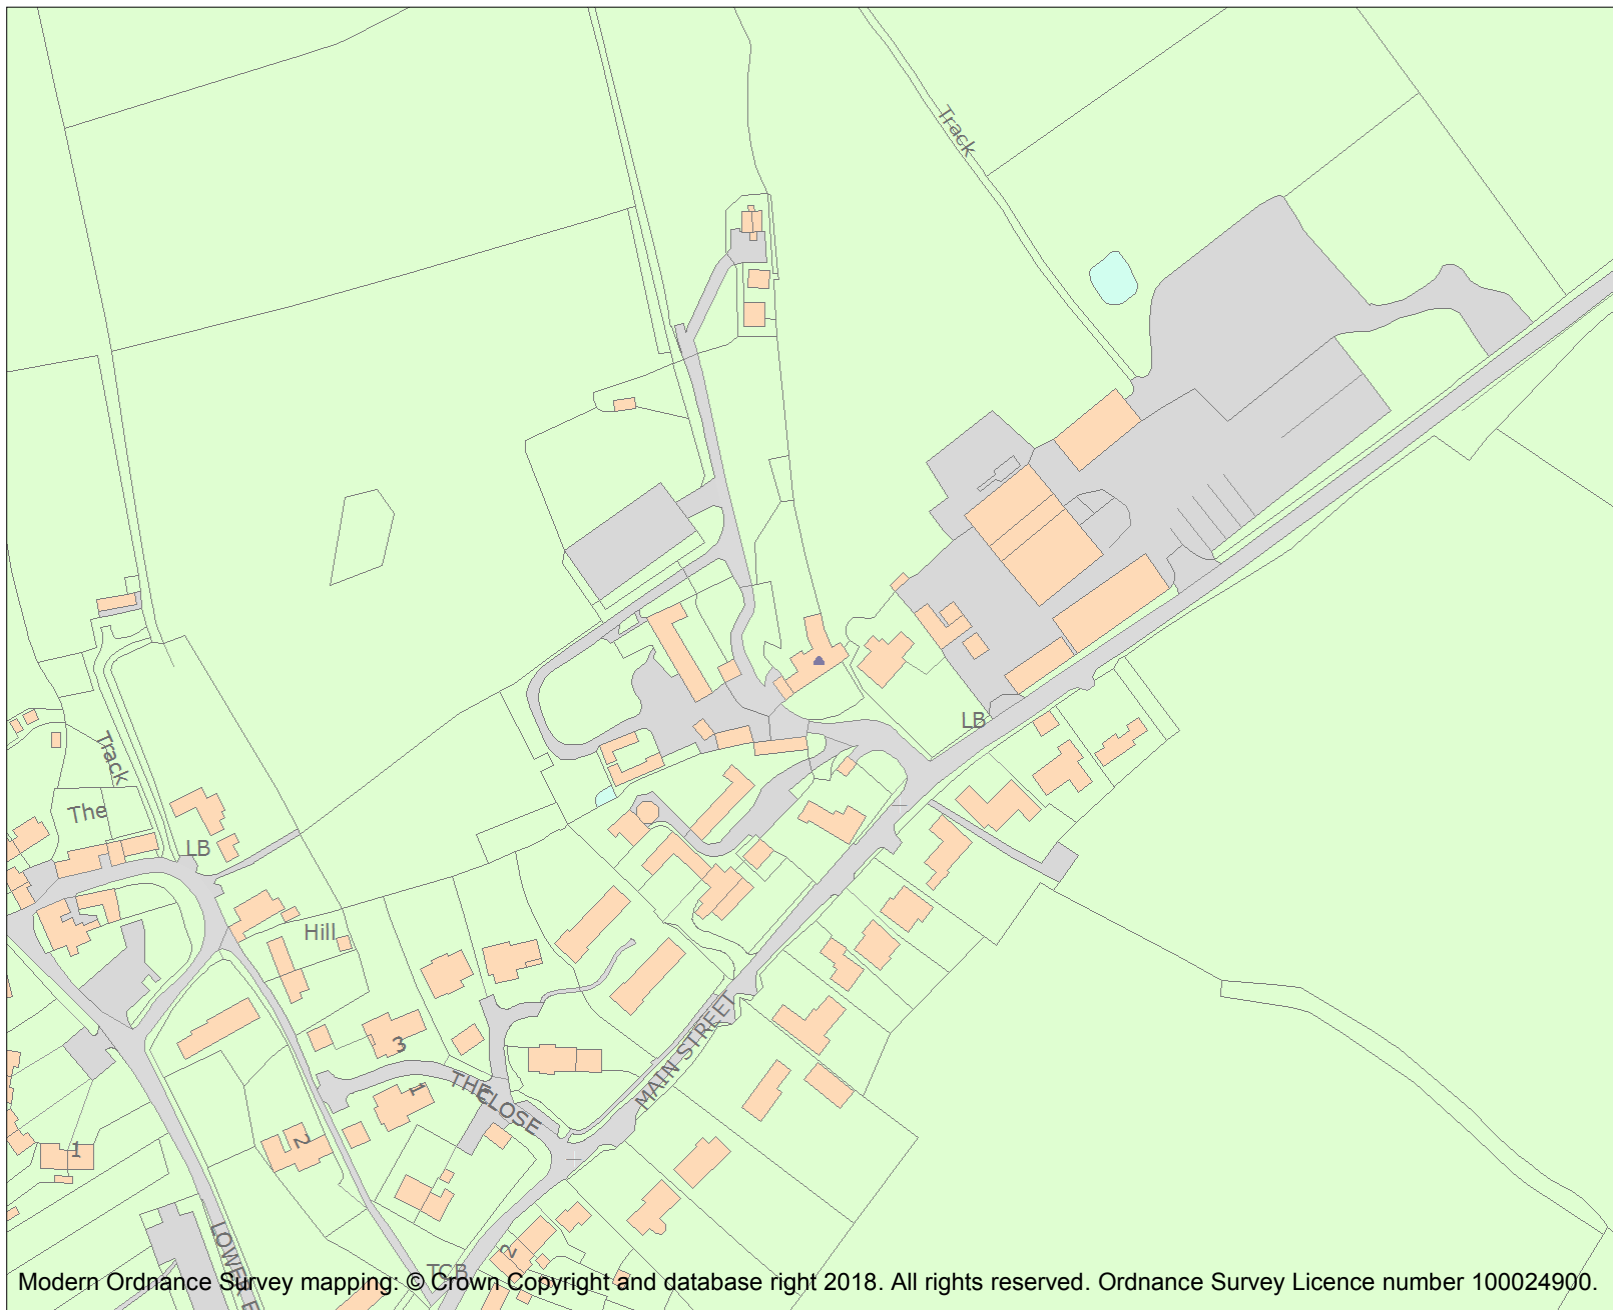 Track
LB
Track
The
LB
Hill
3
THE CLOSE
1
MAIN STREET
2
1
LOWER
2
TCB
Modern Ordnance Survey mapping: © Crown Copyright and database right 2018. All rights reserved. Ordnance Survey Licence number 100024900.